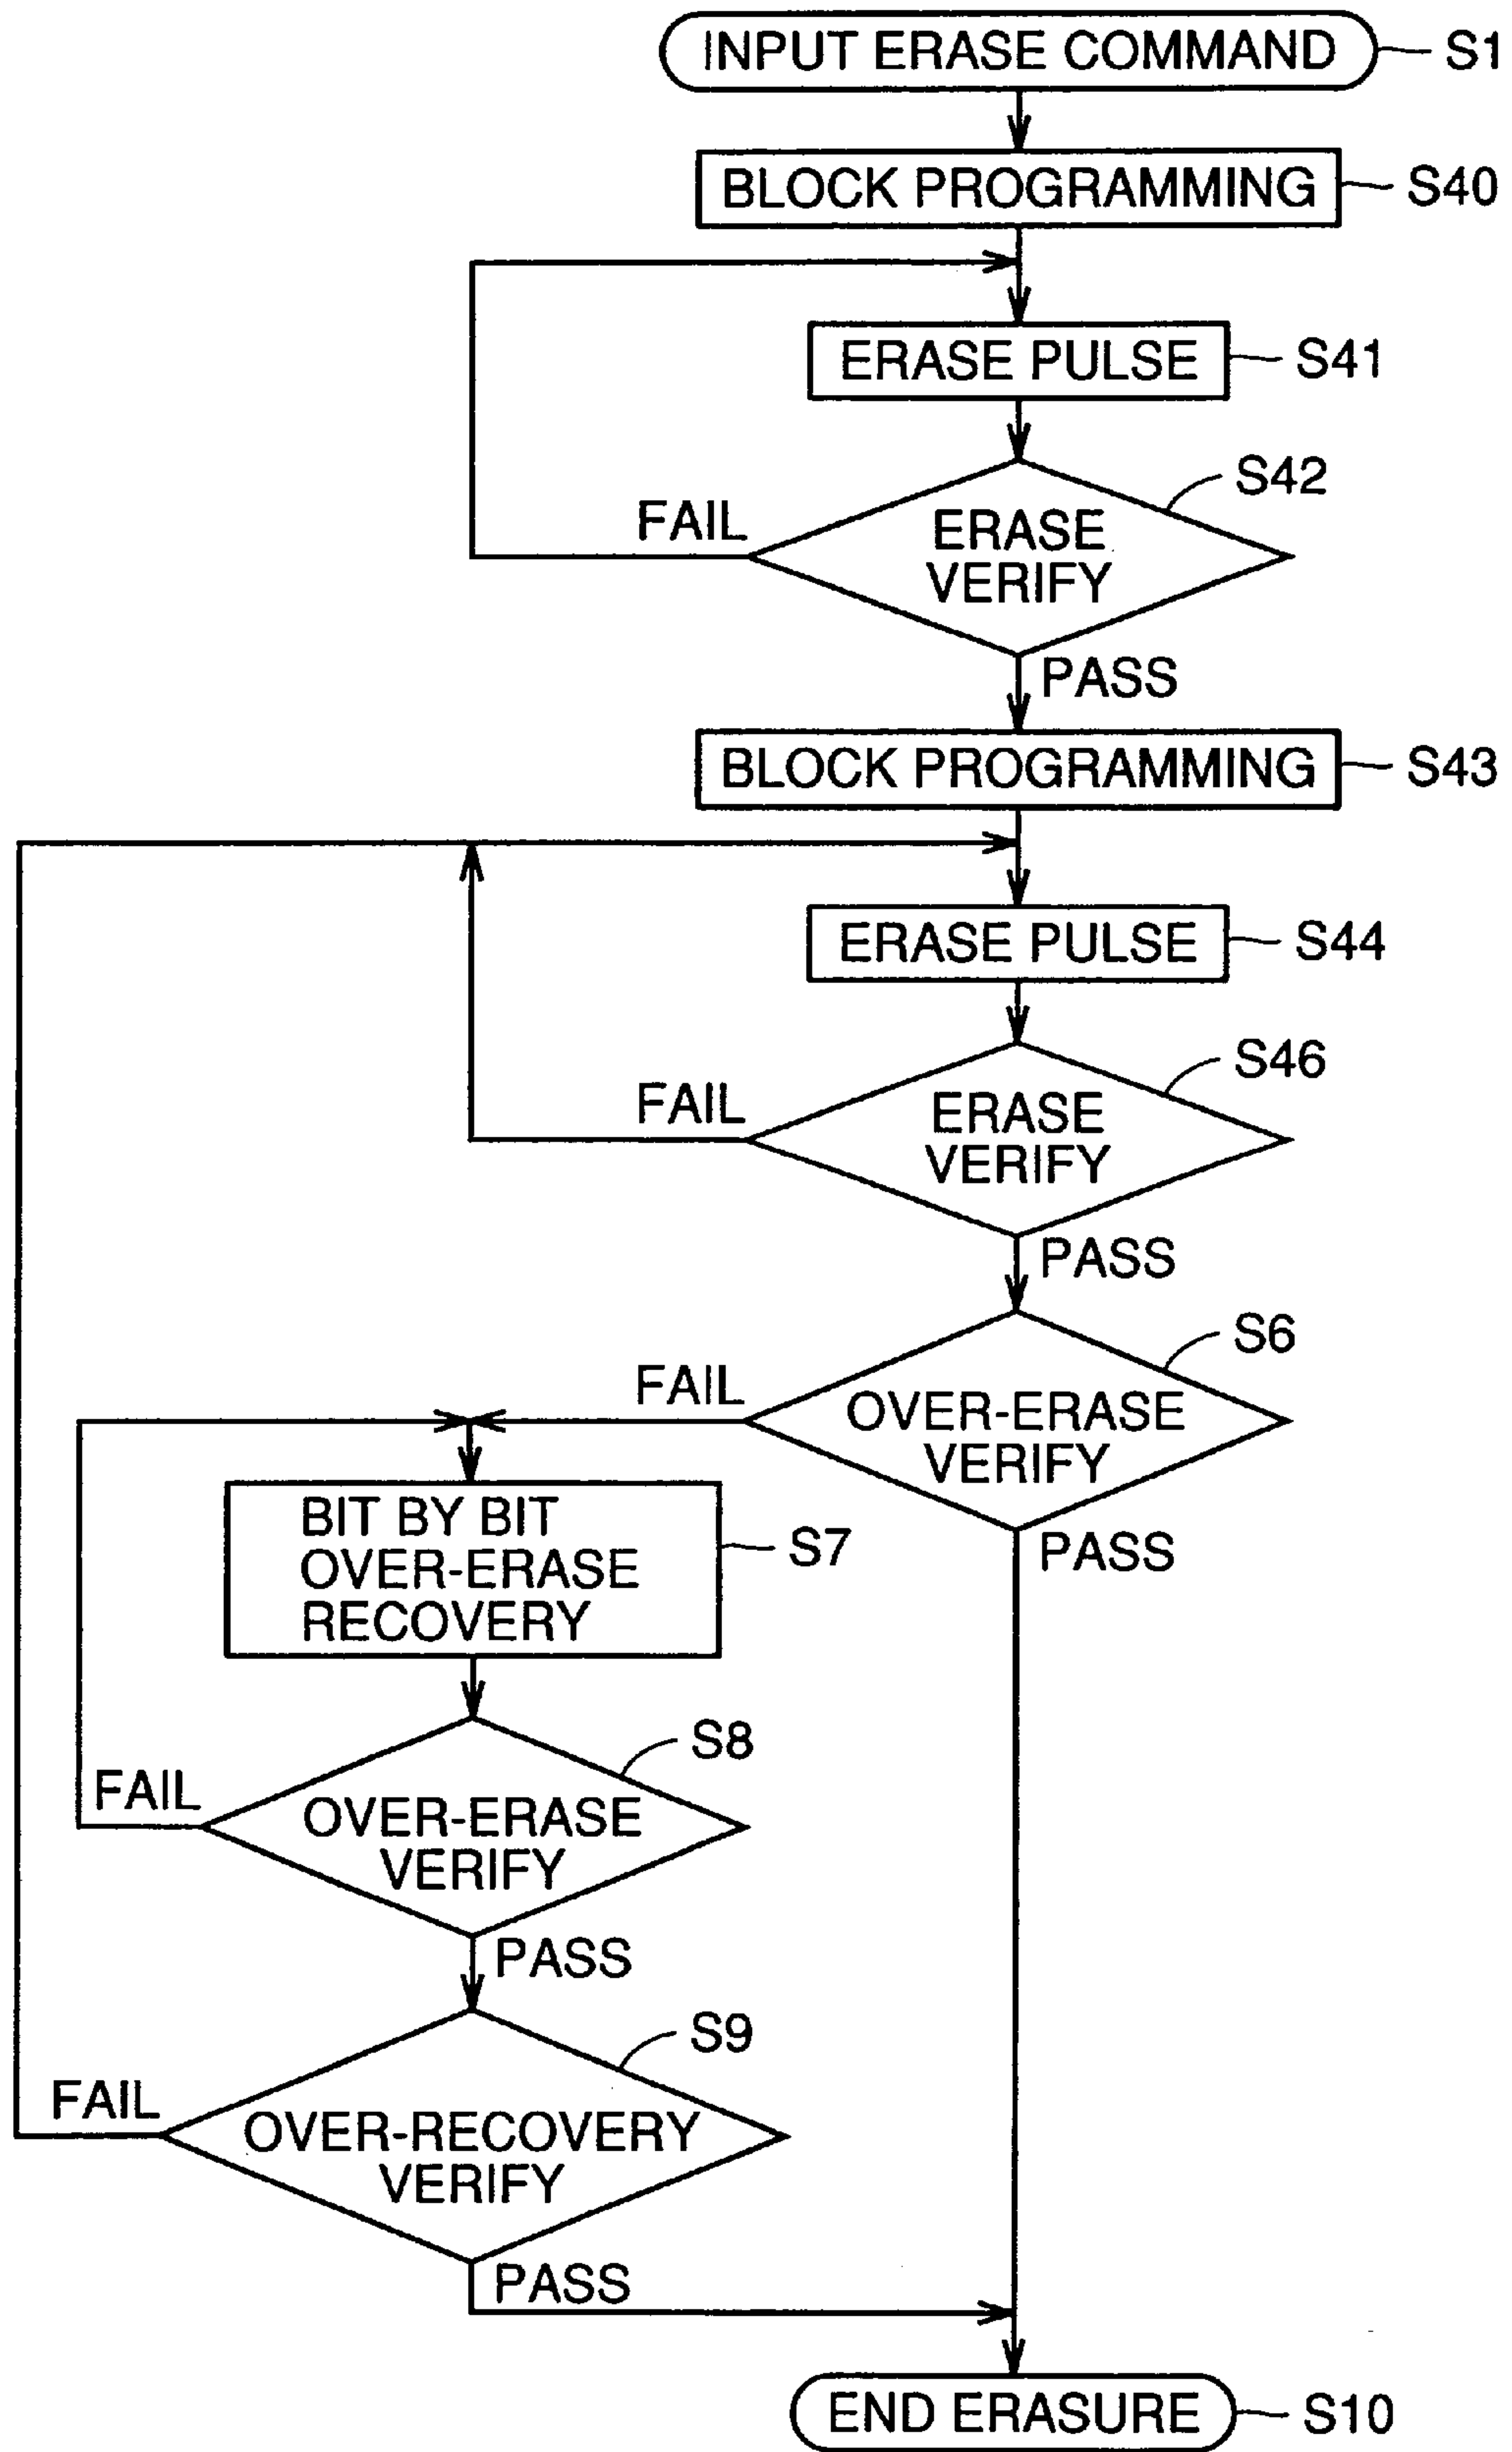 INPUT ERASE COMMAND S1
BLOCK PROGRAMMING S40
ERASE PULSE S41
S42
FAIL
ERASE
VERIFY
PASS
BLOCK PROGRAMMING S43
ERASE PULSE S44
S46
FAIL
ERASE
VERIFY
PASS
S6
FAIL
OVER-ERASE
VERIFY
PASS
BIT BY BIT
OVER-ERASE
RECOVERY
S7
S8
FAIL
OVER-ERASE
VERIFY
PASS
S9
FAIL
OVER-RECOVERY
VERIFY
PASS
END ERASURE S10